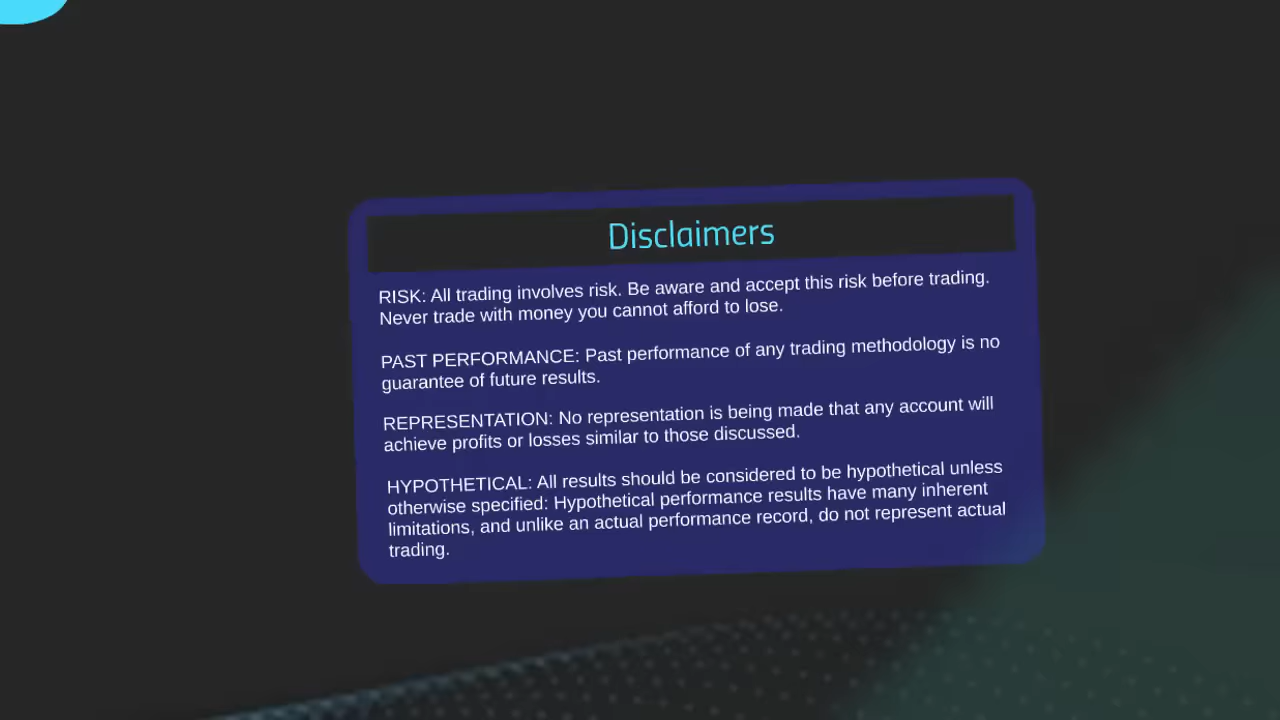 Disclaimers
RISK: All trading involves risk. Be aware and accept this risk before trading.
Never trade with money you cannot afford to lose.
PAST PERFORMANCE: Past performance of any trading methodology is no
guarantee of future results.
REPRESENTATION: No representation is being made that any account will
achieve profits or losses similar to those discussed.
HYPOTHETICAL: All results should be considered to be hypothetical unless
otherwise specified: Hypothetical performance results have many inherent
limitations, and unlike an actual performance record, do not represent actual
trading.